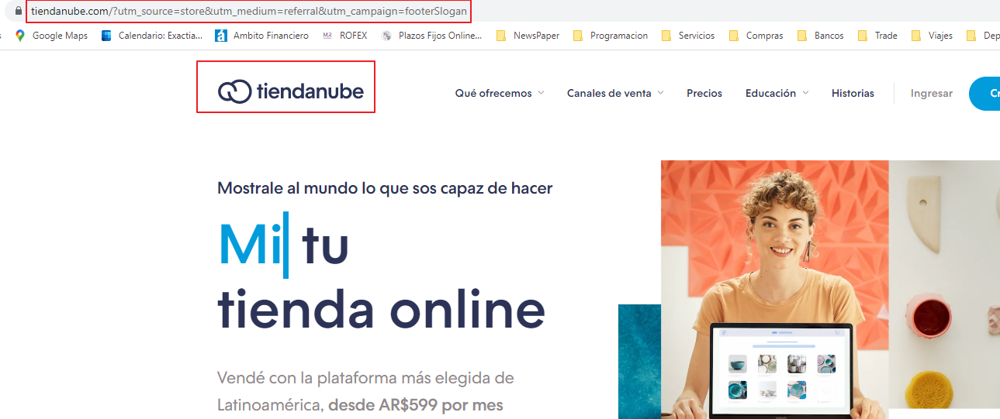 tiendanube.com/?utm_source=store&utm_medium=referral&utm_campaign=footerSlogan
Google Maps Calendario: Exactia... Ambito Financiero ROFEX Plazos Fijos Online... NewsPaper Programacion Servicios Compras Bancos Trade Viajes Dep
tiendanube Qué ofrecemos Canales de venta Precios Educación Historias Ingresar Cr
Mostrale al mundo lo que sos capaz de hacer
Mi tu
tienda online
Vendé con la plataforma más elegida de
Latinoamérica, desde AR$599 por mes